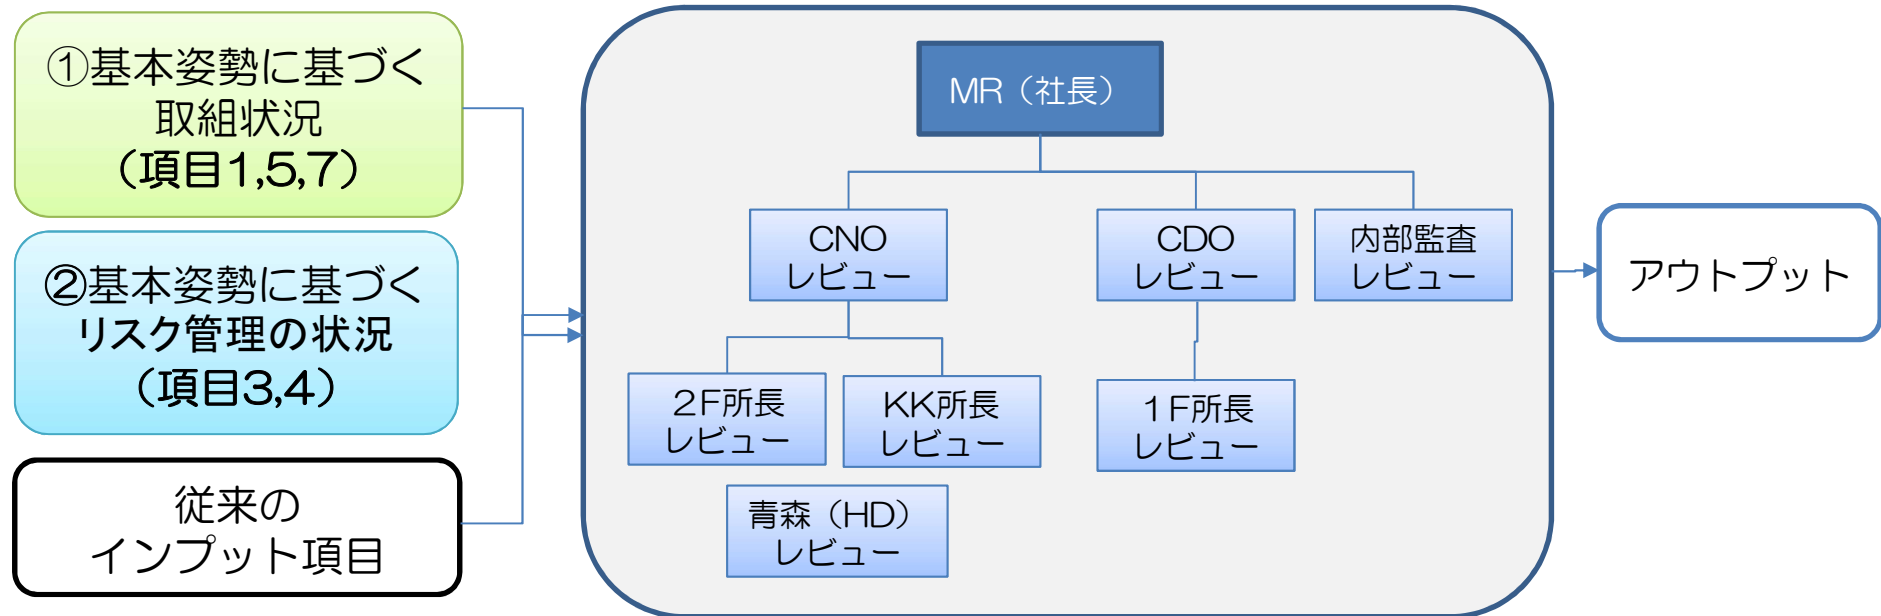 ①基本姿勢に基づく
取組状況
（項目1,5,7）
②基本姿勢に基づく
リスク管理の状況
（項目3,4）
従来の
インプット項目
MR（社長）
CNO
レビュー
CDO
レビュー
内部監査
レビュー
２F所長
レビュー
KK所長
レビュー
１F所長
レビュー
青森（HD）
レビュー
アウトプット